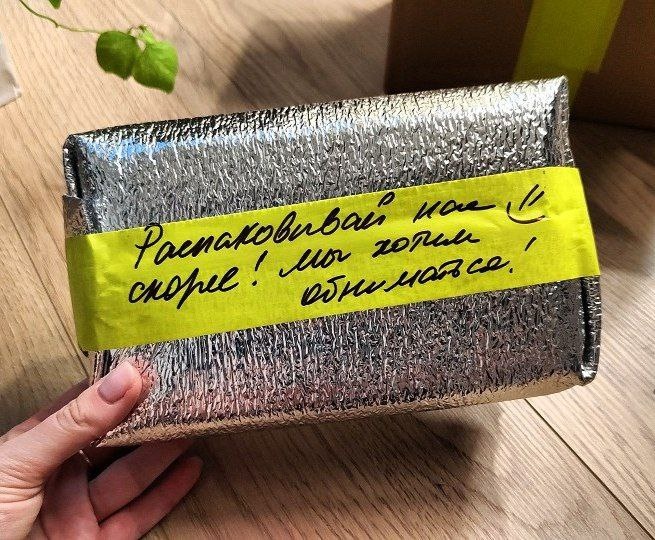 Распаковывай нас
скорее! мы хотим
обниматься!